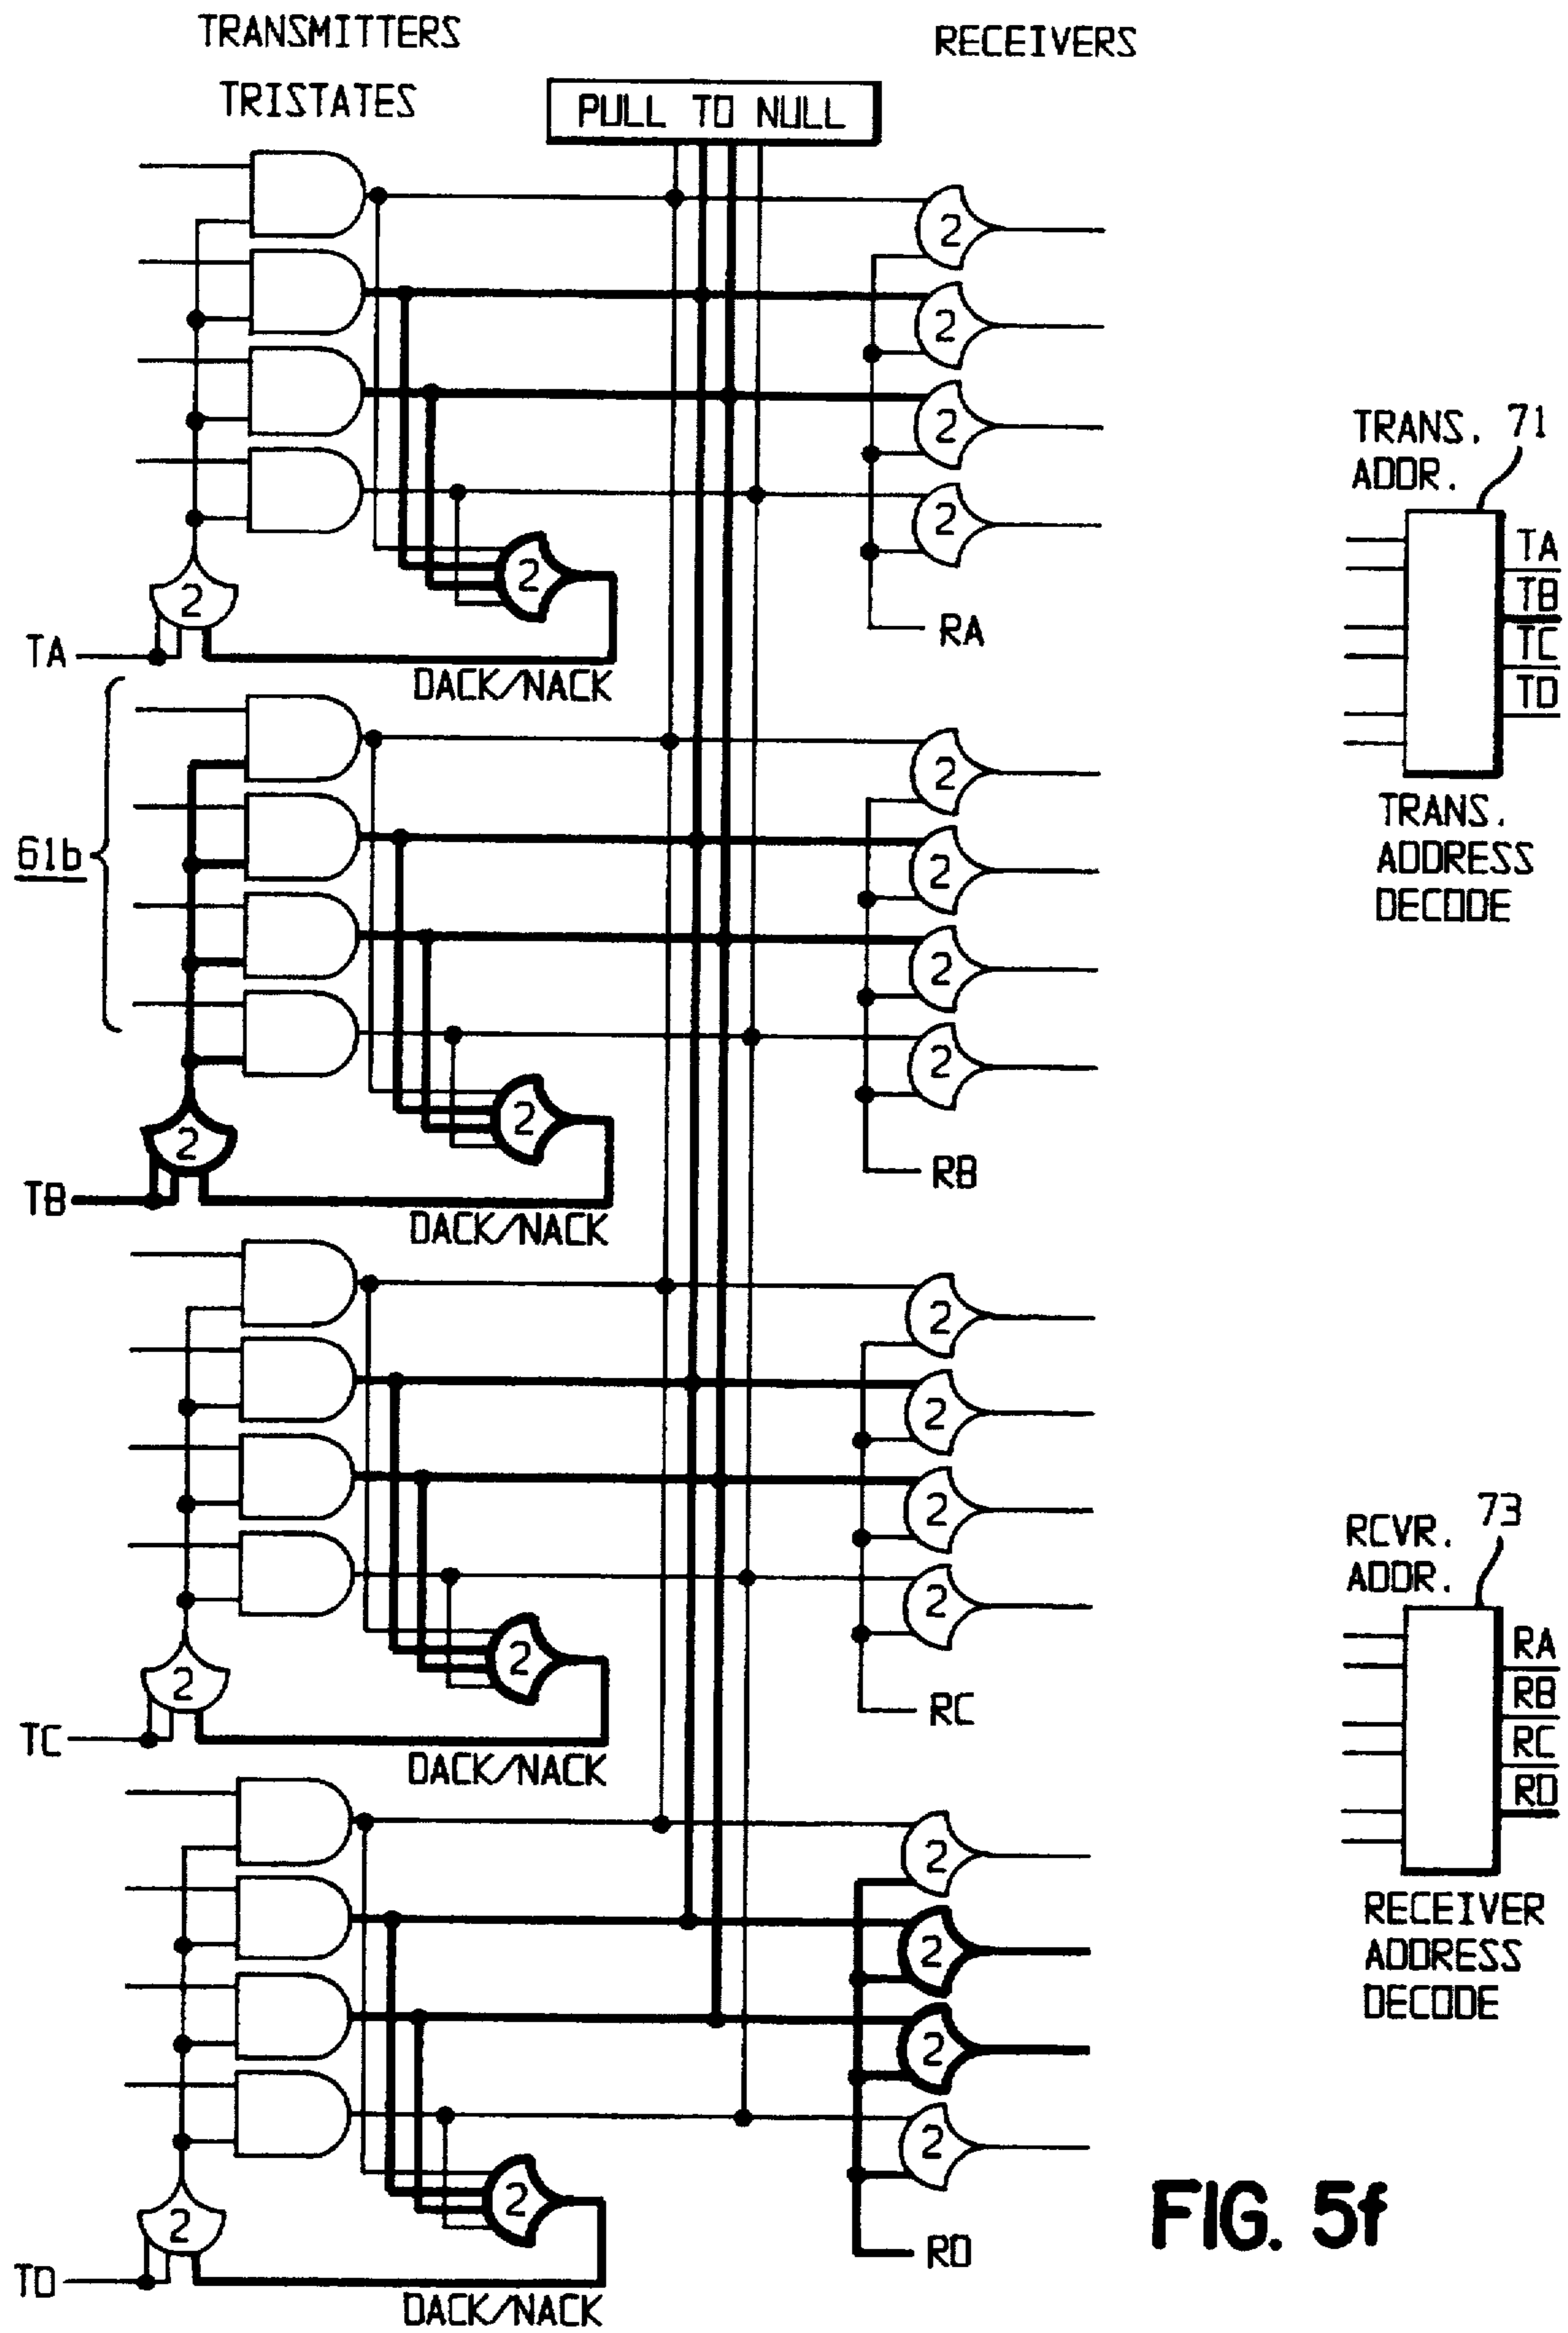 TRANSMITTERS
TRISTATES
RECEIVERS
PULL TO NULL
2
2
2
2
2
2
TA
DACK/NACK
RA
TRANS.
ADDR.
71
TA
TB
TC
TD
TRANS.
ADDRESS
DECODE
61b
2
2
2
2
2
2
TB
DACK/NACK
RB
2
2
2
2
2
2
TC
DACK/NACK
RC
RCVR.
ADDR.
73
RA
RB
RC
RD
RECEIVER
ADDRESS
DECODE
2
2
2
2
2
2
TD
DACK/NACK
RD
FIG. 5f